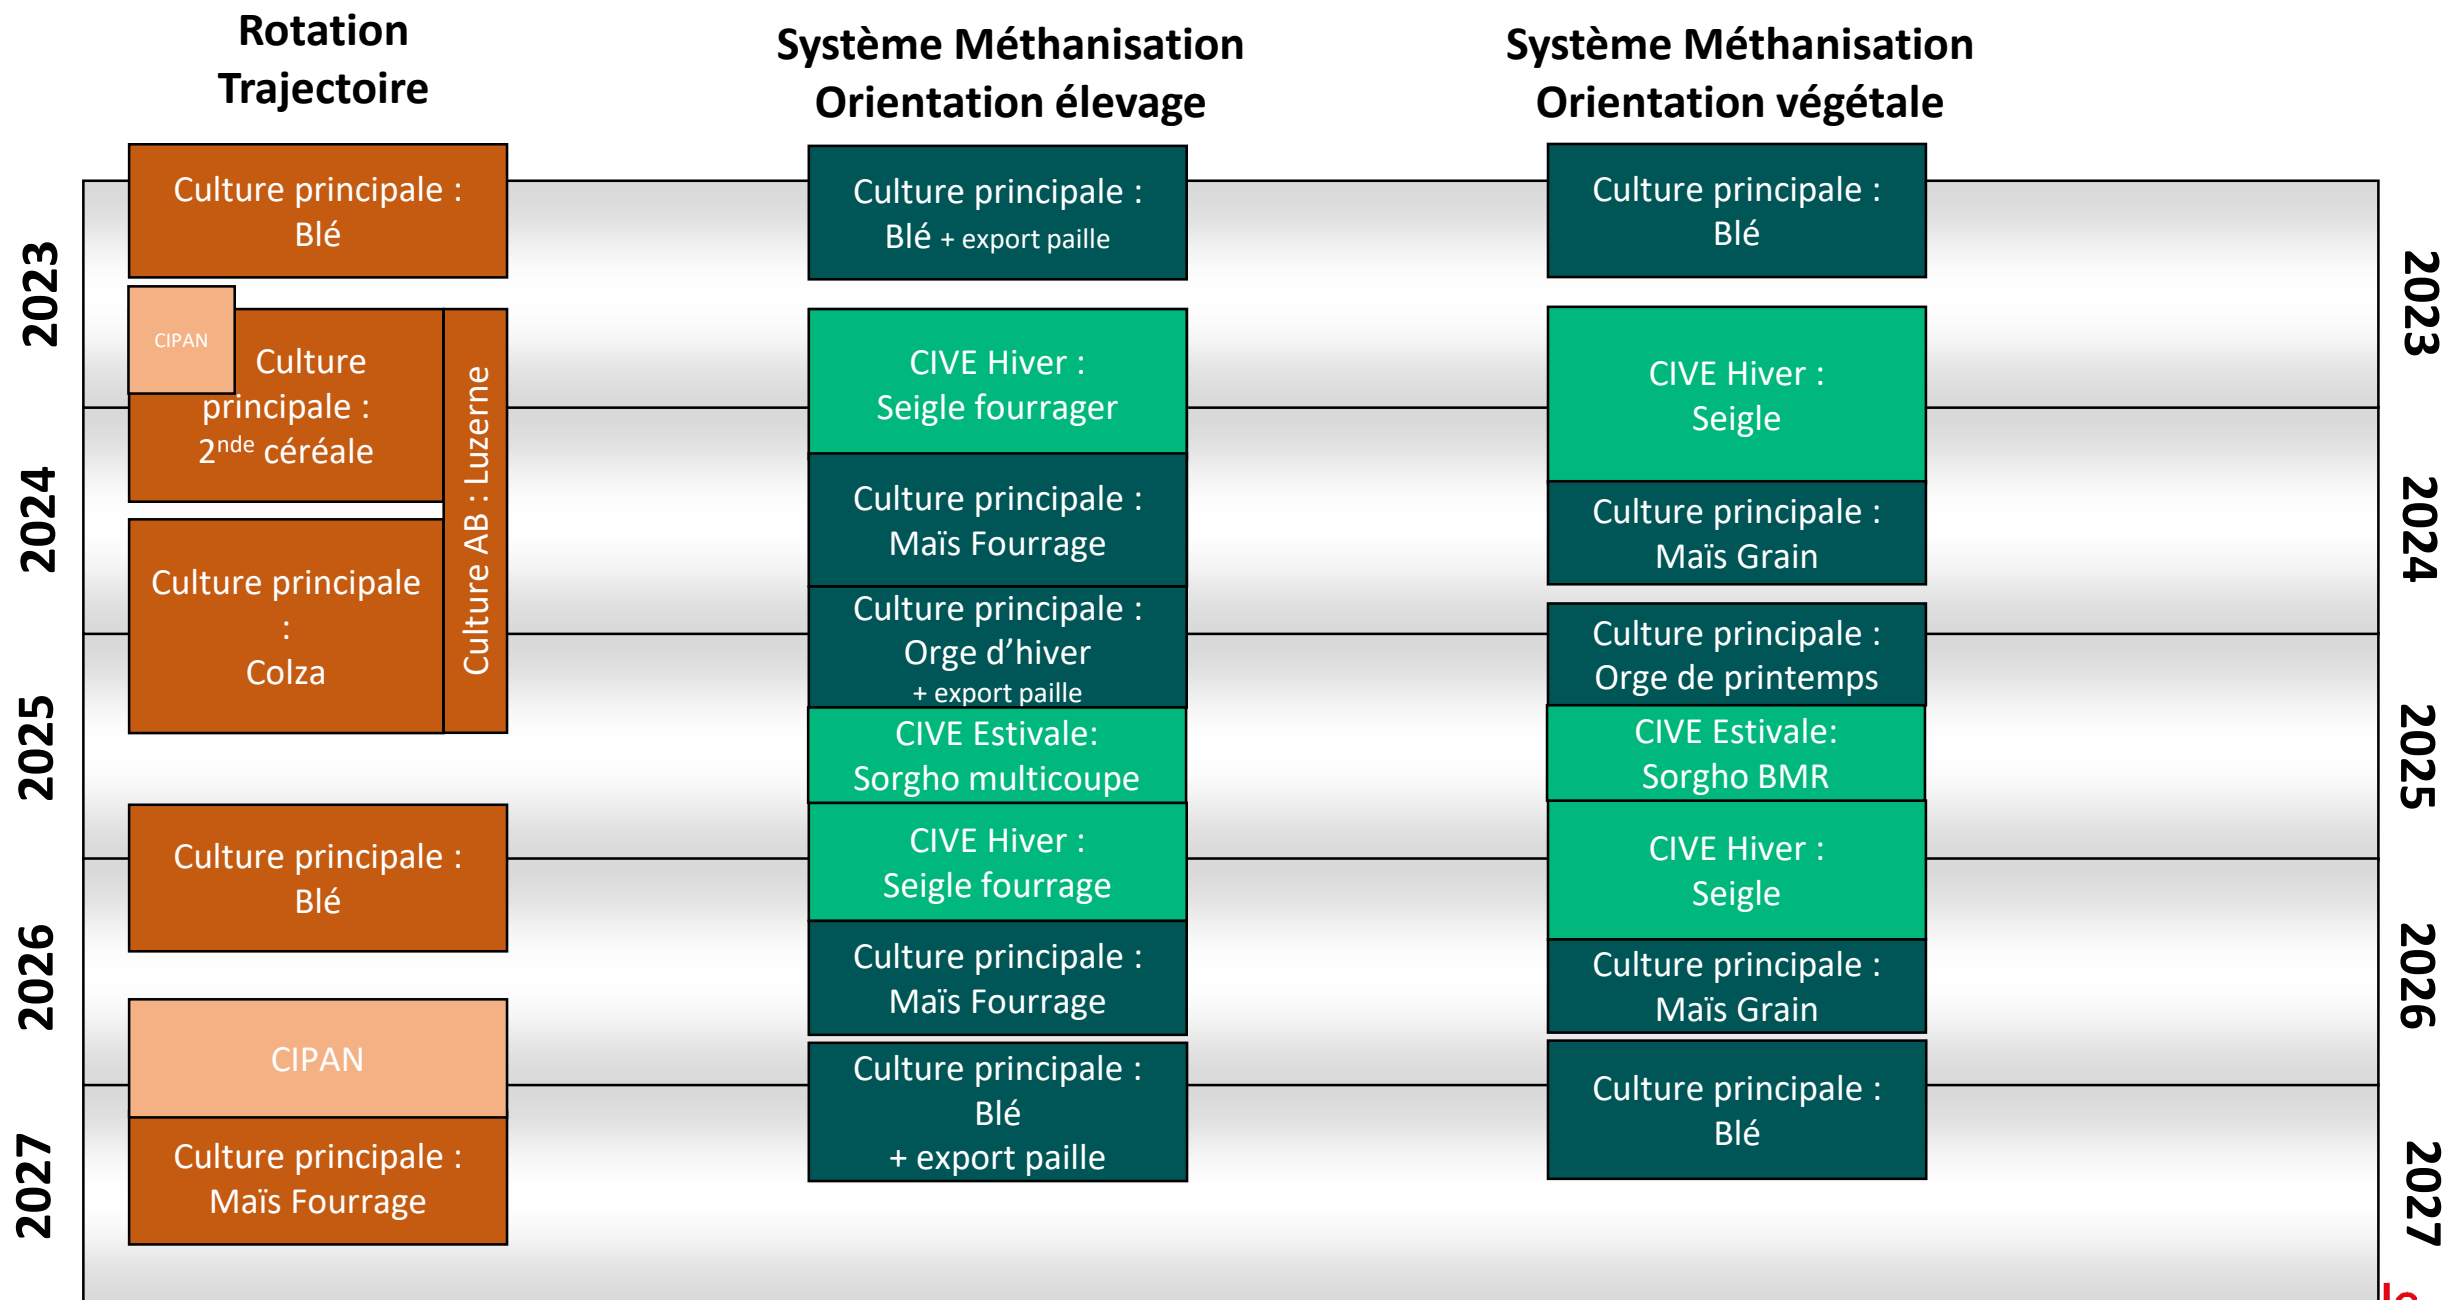 Rotation
Trajectoire
Système Méthanisation
Orientation élevage
Système Méthanisation
Orientation végétale
2023
2024
2025
2026
2027
Culture principale :
Blé
CIPAN
Culture
principale :
2nde céréale
Culture AB : Luzerne
Culture principale
:
Colza
Culture principale :
Blé
CIPAN
Culture principale :
Maïs Fourrage
Culture principale :
Blé + export paille
CIVE Hiver :
Seigle fourrager
Culture principale :
Maïs Fourrage
Culture principale :
Orge d’hiver
+ export paille
CIVE Estivale:
Sorgho multicoupe
CIVE Hiver :
Seigle fourrage
Culture principale :
Maïs Fourrage
Culture principale :
Blé
+ export paille
Culture principale :
Blé
CIVE Hiver :
Seigle
Culture principale :
Maïs Grain
Culture principale :
Orge de printemps
CIVE Estivale:
Sorgho BMR
CIVE Hiver :
Seigle
Culture principale :
Maïs Grain
Culture principale :
Blé
2023
2024
2025
2026
2027